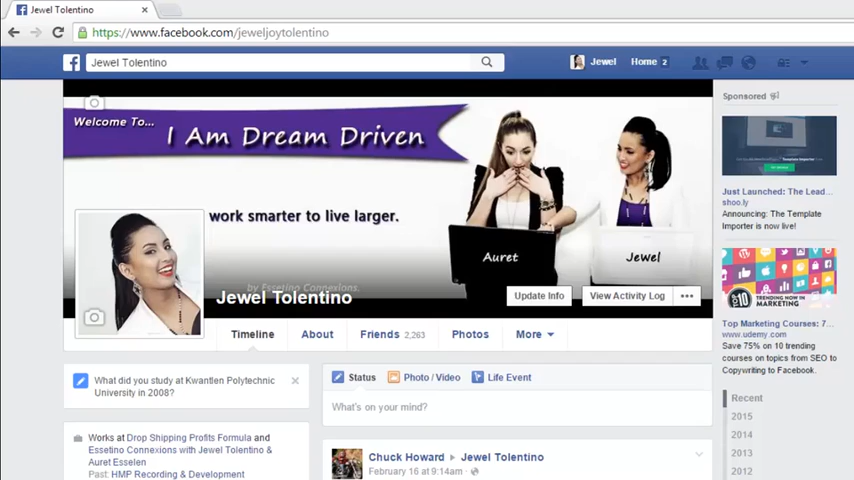 Jewel Tolentino
https://www.facebook.com/jeweljoytolentino
Jewel Tolentino
Jewel
Home 2
Welcome To...
I Am Dream Driven
work smarter to live larger.
Auret
Jewel
by Essetino Connexions.
Jewel Tolentino
Update Info
View Activity Log
Timeline
About
Friends 2,263
Photos
More
What did you study at Kwantlen Polytechnic
University in 2008?
Works at Drop Shipping Profits Formula and
Essetino Connexions with Jewel Tolentino &
Auret Esselen
Past: HMP Recording & Development
Status
Photo / Video
Life Event
What's on your mind?
Chuck Howard ▸ Jewel Tolentino
February 16 at 9:14am
Sponsored
Just Launched: The Lead...
shoo.ly
Announcing: The Template
Importer is now live!
TOP 10
TRENDING NOW IN
MARKETING
Top Marketing Courses: 7...
www.udemy.com
Save 75% on 10 trending
courses on topics from SEO to
Copywriting to Facebook.
Recent
2015
2014
2013
2012